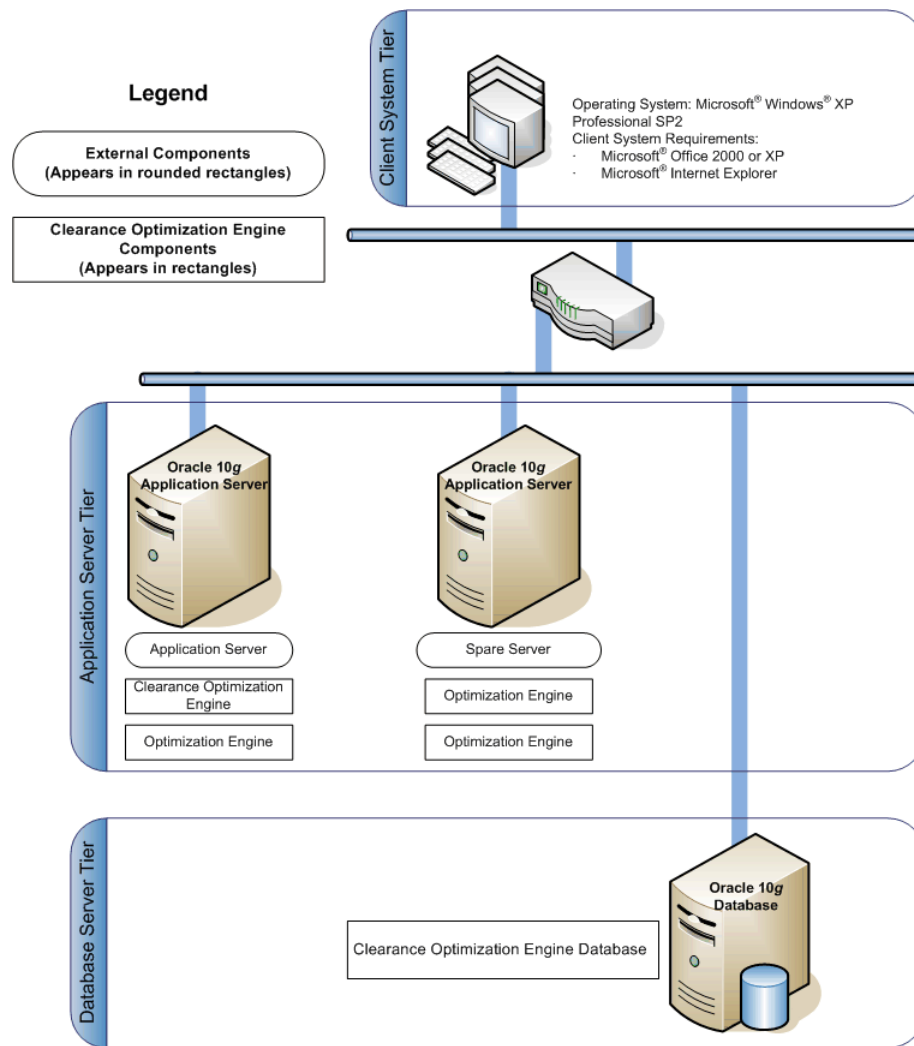 Client System Tier
Operating System: Microsoft® Windows® XP
Professional SP2
Client System Requirements:
· Microsoft® Office 2000 or XP
· Microsoft® Internet Explorer
Legend
External Components
(Appears in rounded rectangles)
Clearance Optimization Engine
Components
(Appears in rectangles)
Application Server Tier
Oracle 10g
Application Server
Oracle 10g
Application Server
Application Server
Spare Server
Clearance Optimization
Engine
Optimization Engine
Optimization Engine
Optimization Engine
Database Server Tier
Oracle 10g
Database
Clearance Optimization Engine Database